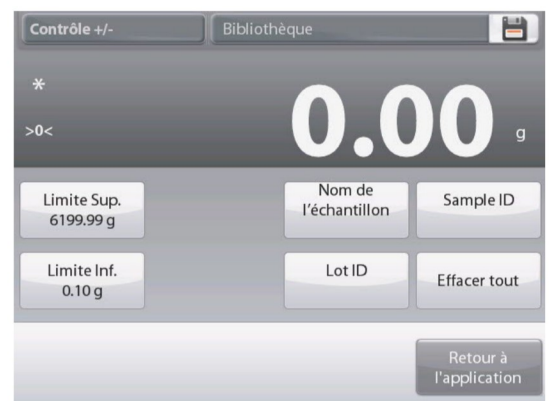 Contrôle +/-
Bibliothèque
*
>0<
0.00 g
Limite Sup.
6199.99 g
Nom de
l'échantillon
Sample ID
Limite Inf.
0.10 g
Lot ID
Effacer tout
Retour à
l'application